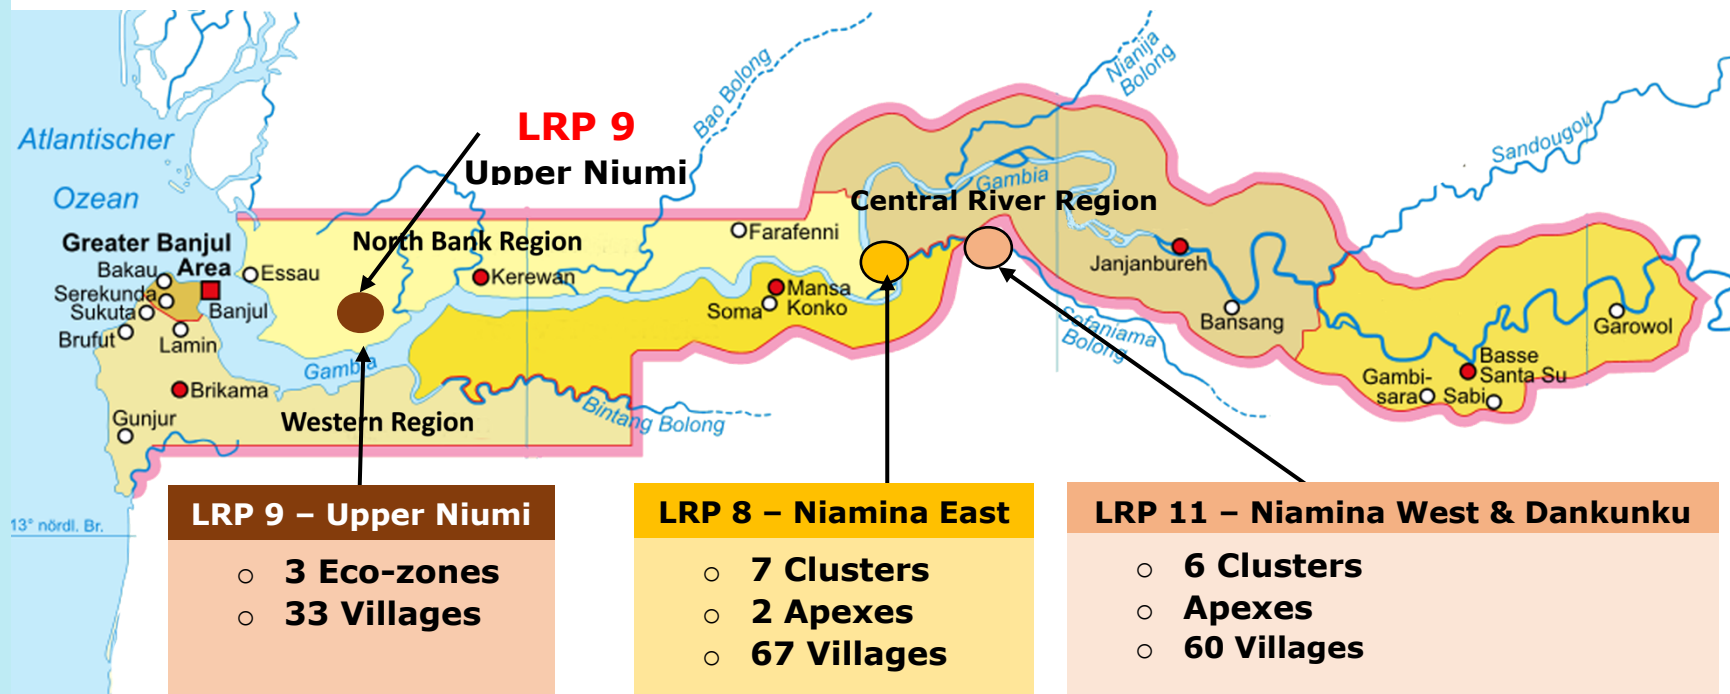 Atlantischer
Ozean
LRP 9
Upper Niumi
Bao Bolong
Nianija
Bolong
Sandougou
Gambia
Central River Region
North Bank Region
Farafenni
Greater Banjul
Area
Bakau
Essau
Kerewan
Serekunda
Banjul
Sukuta
Brufut
Lamin
Mansa
Konko
Soma
Janjanbureh
Bansang
Sofaniama
Bolong
Garowol
Basse
Santa Su
Gambi-
sara
Sabi
Gambia
Brikama
Gunjur
Western Region
Bintang Bolong
13° nördl. Br.
LRP 9 – Upper Niumi
o 3 Eco-zones
o 33 Villages
LRP 8 – Niamina East
o 7 Clusters
o 2 Apexes
o 67 Villages
LRP 11 – Niamina West & Dankunku
o 6 Clusters
o Apexes
o 60 Villages